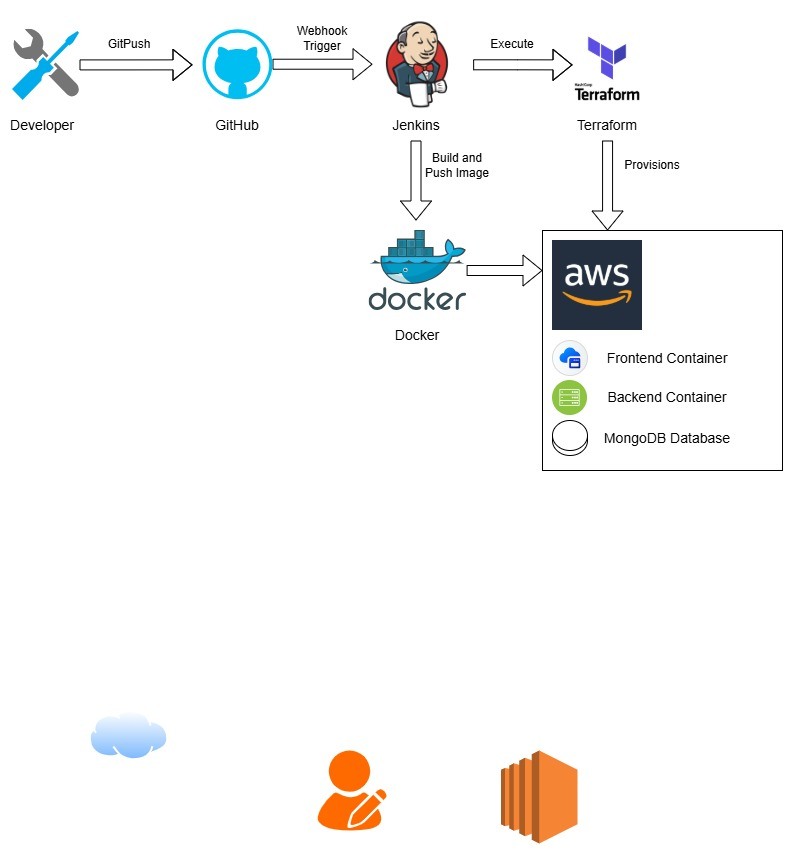 GitPush
Webhook
Trigger
Execute
HashiCorp
Terraform
Developer
GitHub
Jenkins
Terraform
Build and
Push Image
Provisions
docker
Docker
aws
Frontend Container
Backend Container
MongoDB Database